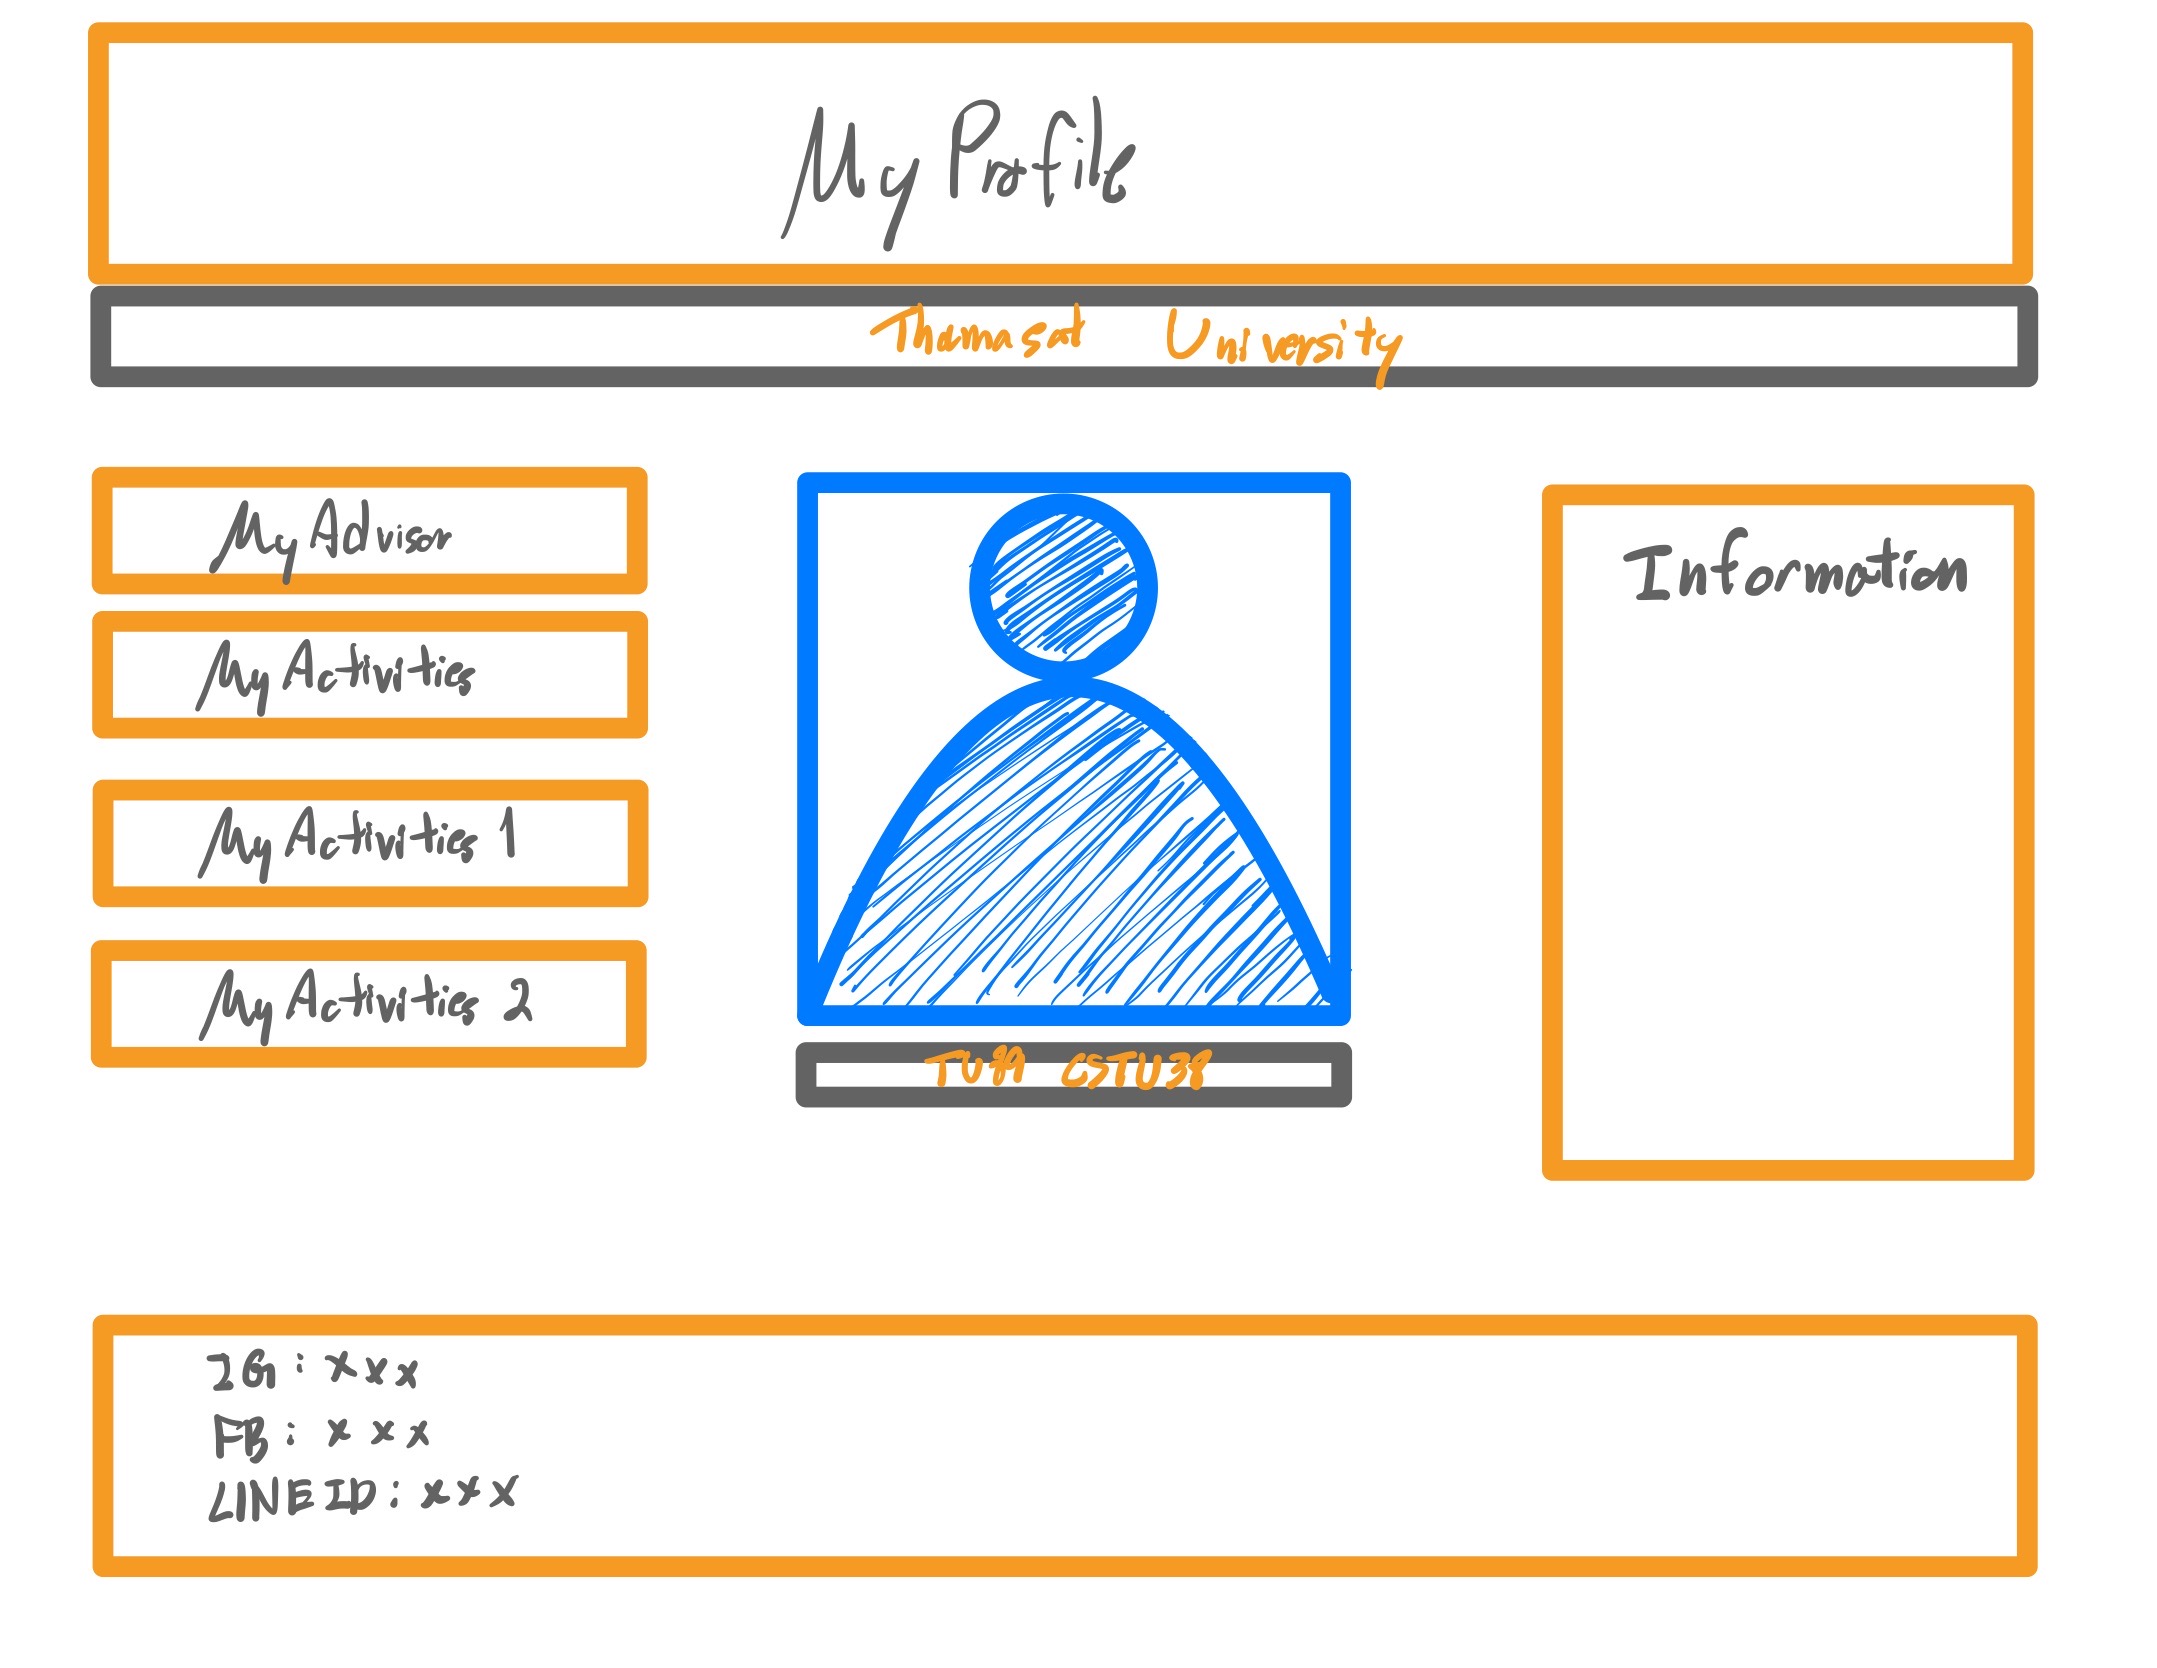 My Profile
Thammasat University
My Advisor
My Activities
My Activities 1
My Activities 2
Information
CSTU38
IG : xxx
FB : xxx
LINE ID : xxx